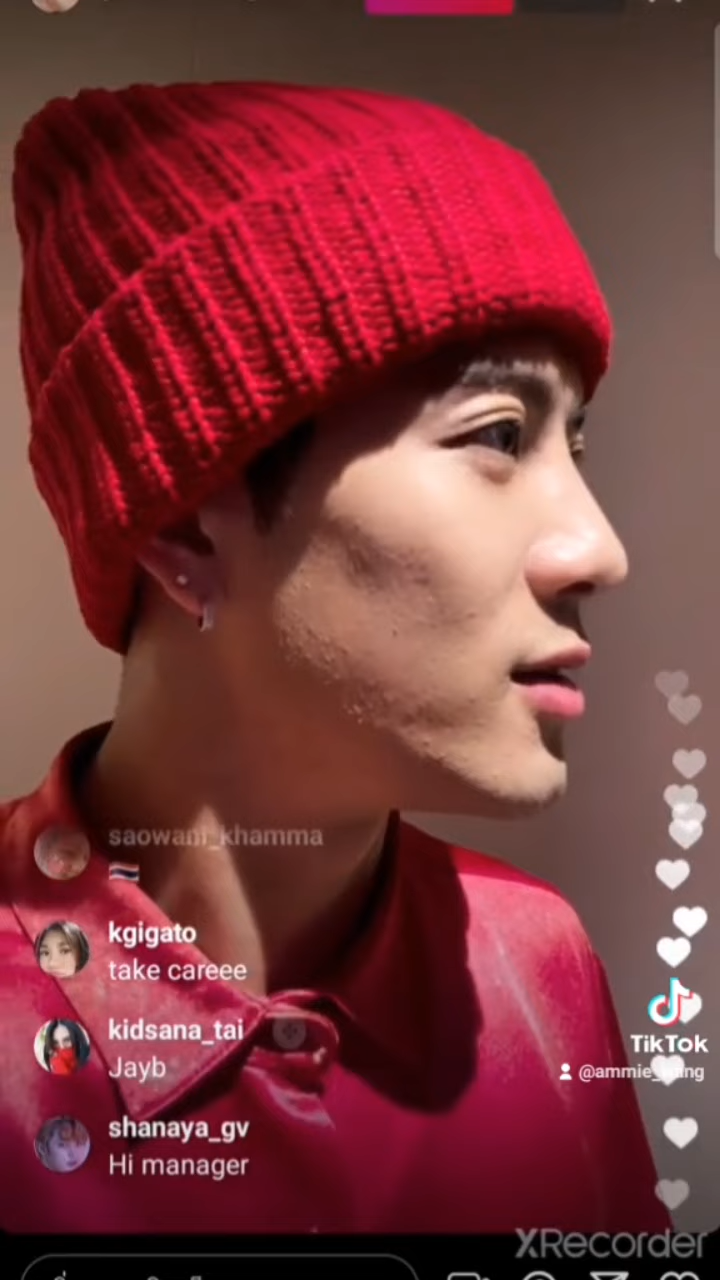 saowani_khamma
kgigato
take careee
kidsana_tai
Jayb
shanaya_gv
Hi manager
TikTok
XRecorder